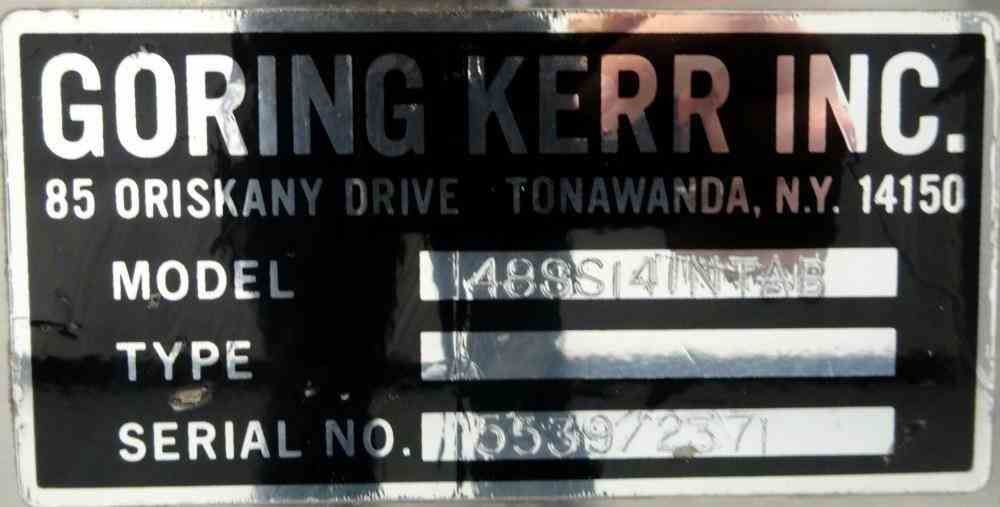 GORING KERR INC.
85 ORISKANY DRIVE TONAWANDA, N.Y. 14150
MODEL
TYPE
SERIAL NO.